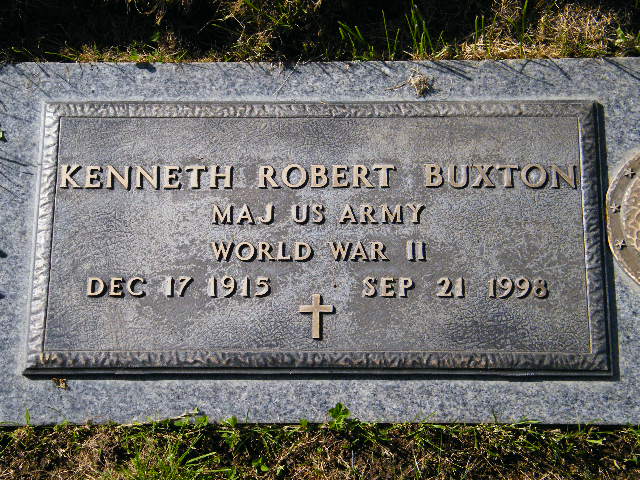 KENNETH ROBERT BUXTON
MAJ US ARMY
WORLD WAR II
DEC 17 1915 SEP 21 1998